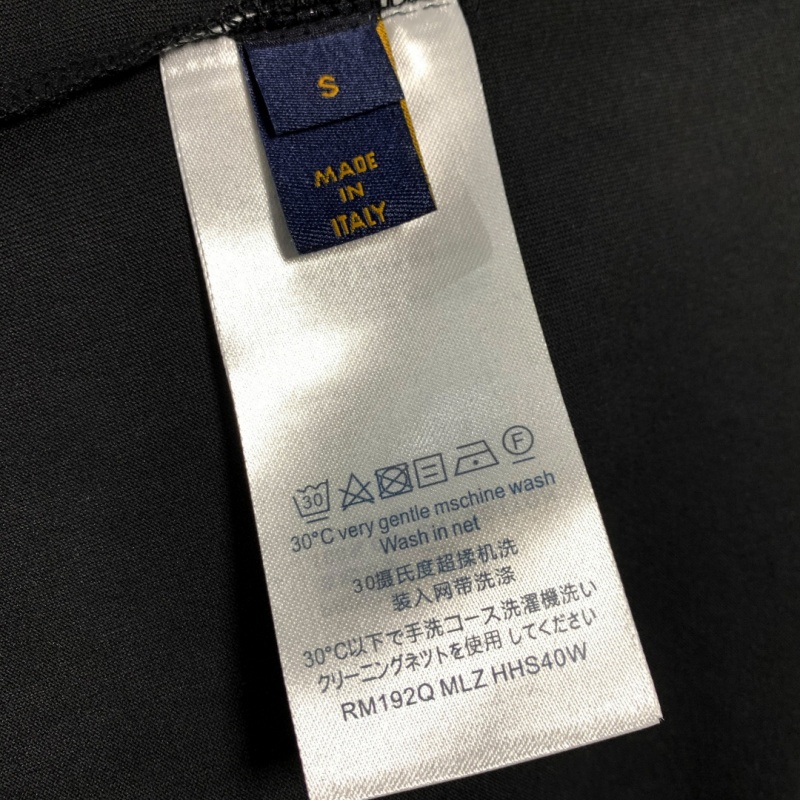 S
MADE
IN
ITALY
30 F
30°C very gentle mschine wash
Wash in net
30摄氏度超揉机洗
装入网带洗涤
30°C以下で手洗コース洗濯機洗い
クリーニングネツトを使用 してください
RM192Q MLZ HHS40W